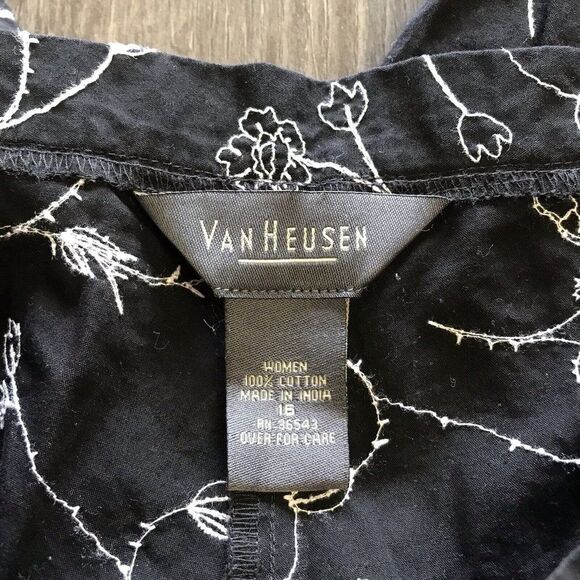 VAN HEUSEN
WOMEN
100% COTTON
MADE IN INDIA
16
RN 36543
OVER FOR CARE